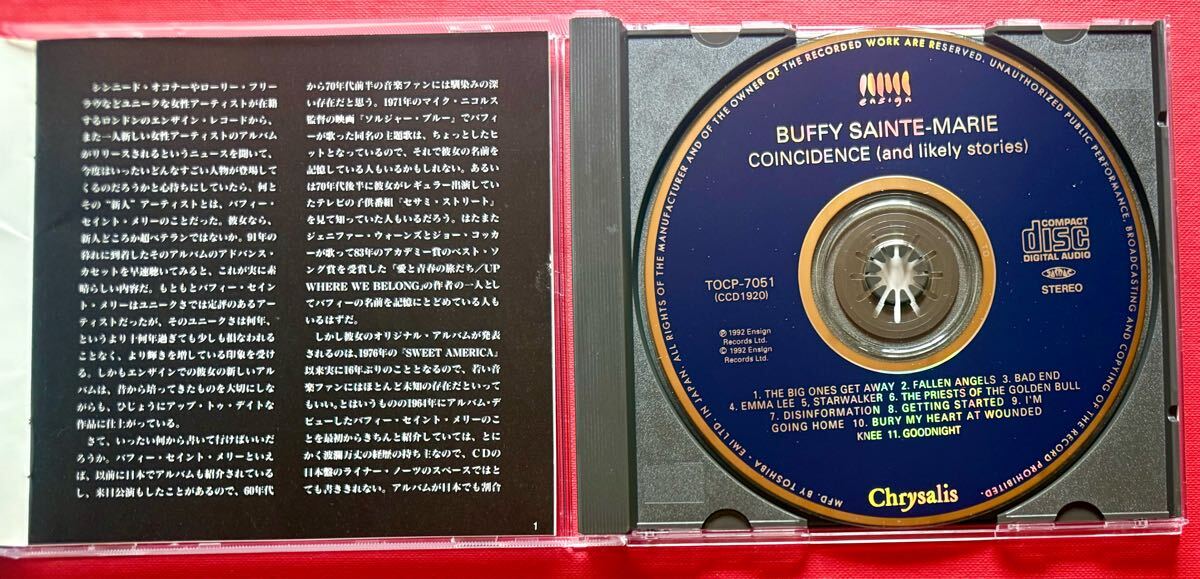 シンニード・オコナーやローリー・フリー
ラヴなどユニークな女性アーティストが在籍
するロンドンのエンザイン・レコードから、
また一人新しい女性アーティストのアルバム
がリリースされるというニュースを聞いて、
今度はいったいどんなすごい人物が登場して
くるのだろうかと心待ちにしていたら、何と
その“新人”アーティストとは、バフィー・
セイント・メリーのことだった。彼女なら、
新人どころか超ベテランではないか。91年の
暮れに到着したそのアルバムのアドバンス・
カセットを早速聴いてみると、これが実に素
晴らしい内容だ。もともとバフィー・セイン
ト・メリーはユニークさでは定評のあるアー
ティストだったが、そのユニークさは何年、
というより十何年過ぎても少しも損なわれる
ことなく、より輝きを増している印象を受け
る。しかもエンザインでの彼女の新しいアル
バムは、昔から培ってきたものを大切にしな
がらも、ひじょうにアップ・トゥ・デイトな
作品に仕上がっている。
さて、いったい何から書いて行けばいいだ
ろうか。バフィー・セイント・メリーといえ
ば、以前に日本でアルバムも紹介されている
し、来日公演もしたことがあるので、60年代
から70年代前半の音楽ファンには馴染みの深
い存在だと思う。1971年のマイク・ニコルス
監督の映画『ソルジャー・ブルー』でバフィ
ーが歌った同名の主題歌は、ちょっとしたヒ
ットとなっているので、それで彼女の名前を
記憶している人もいるかもしれない。あるい
は70年代後半に彼女がレギュラー出演してい
たテレビの子供番組『セサミ・ストリート』
を見て知っていた人もいるだろう。はたまた
ジェニファー・ウォーンズとジョー・コッカ
ーが歌って83年のアカデミー賞のベスト・ソ
ング賞を受賞した「愛と青春の旅だち／UP
WHERE WE BELONG」の作者の一人とし
てバフィーの名前を記憶にとどめている人も
いるはずだ。
しかし彼女のオリジナル・アルバムが発表
されるのは、1976年の『SWEET AMERICA』
以来実に16年ぶりのこととなるので、若い音
楽ファンにはほとんど未知の存在だといって
もいい。とはいうものの1964年にアルバム・デ
ビューしたバフィー・セイント・メリーのこ
とを最初からきちんと紹介していては、とに
かく波瀾万丈の経歴の持ち主なので、ＣＤの
日本盤のライナー・ノーツのスペースではと
ても書ききれない。アルバムが日本でも割合
1
ALL RIGHTS OF THE MANUFACTURER AND OF THE OWNER OF THE RECORDED WORK ARE RESERVED. UNAUTHORIZED PUBLIC PERFORMANCE, BROADCASTING AND COPYING OF THE RECORD PROHIBITED.
MFD. BY TOSHIBA-EMI LTD IN JAPAN.
ensign
BUFFY SAINTE-MARIE
COINCIDENCE (and likely stories)
TOCP-7051
(CCD1920)
COMPACT
disc
DIGITAL AUDIO
STEREO
℗ 1992 Ensign
Records Ltd.
© 1992 Ensign
Records Ltd.
1. THE BIG ONES GET AWAY 2. FALLEN ANGELS 3. BAD END
4. EMMA LEE 5. STARWALKER 6. THE PRIESTS OF THE GOLDEN BULL
7. DISINFORMATION 8. GETTING STARTED 9. I'M
GOING HOME 10. BURY MY HEART AT WOUNDED
KNEE 11. GOODNIGHT
Chrysalis